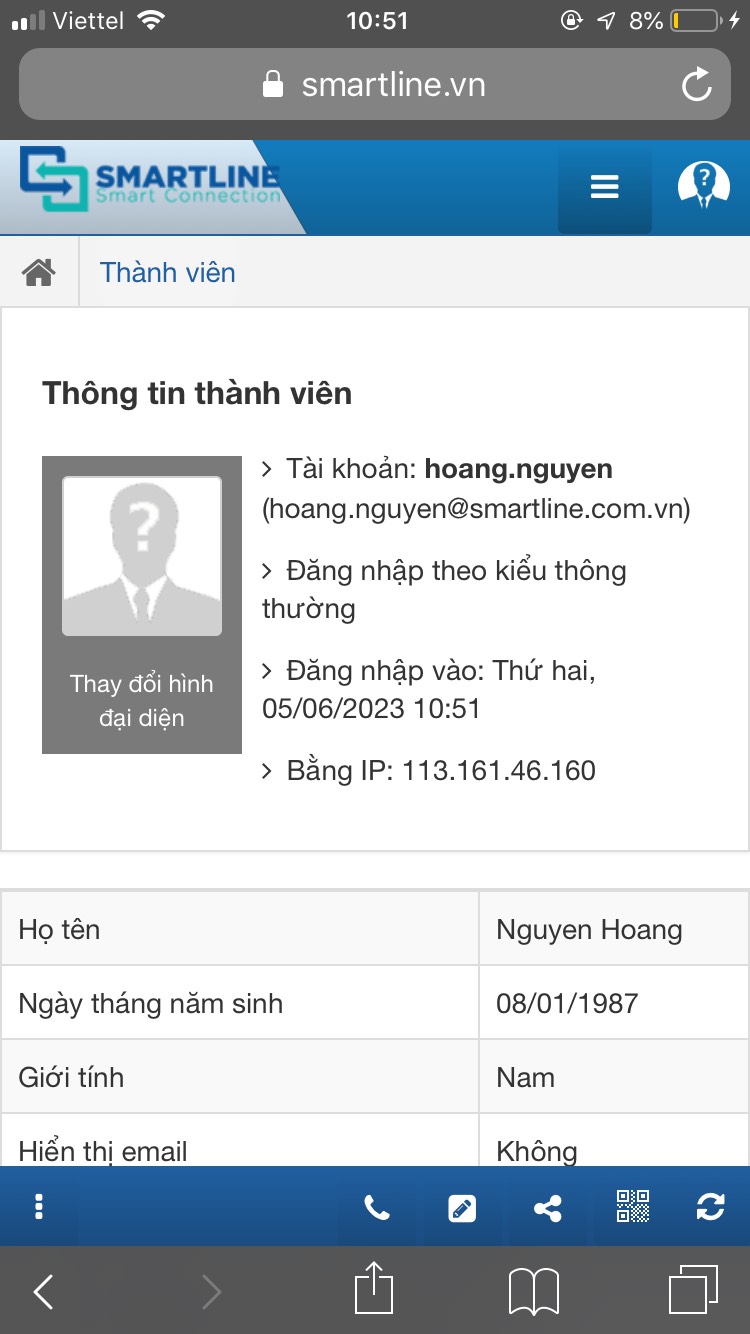 Viettel 10:51 8%
smartline.vn
SMARTLINE
Smart Connection
Thành viên
Thông tin thành viên
Thay đổi hình
đại diện
Tài khoản: hoang.nguyen
(hoang.nguyen@smartline.com.vn)
Đăng nhập theo kiểu thông
thường
Đăng nhập vào: Thứ hai,
05/06/2023 10:51
Bằng IP: 113.161.46.160
Họ tên Nguyen Hoang
Ngày tháng năm sinh 08/01/1987
Giới tính Nam
Hiển thị email Không